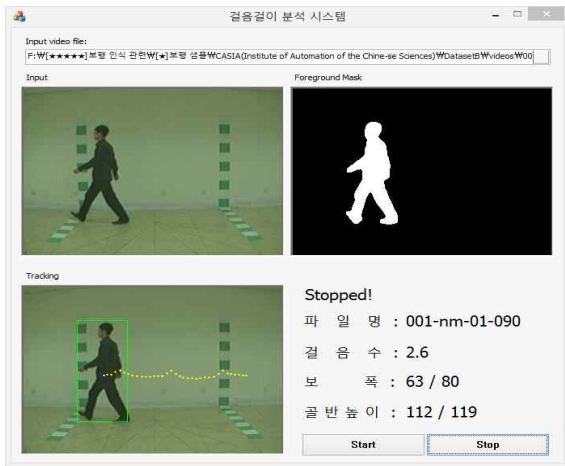 걸음걸이 분석 시스템
Input video file:
F:₩[★★★★★]보행 인식 관련₩[★]보행 샘플₩CASIA(Institute of Automation of the Chine-se Sciences)₩DatasetB₩videos₩00
Input
Foreground Mask
Tracking
Stopped!
파 일 명 : 001-nm-01-090
걸 음 수 : 2.6
보 폭 : 63 / 80
골 반 높 이 : 112 / 119
Start
Stop